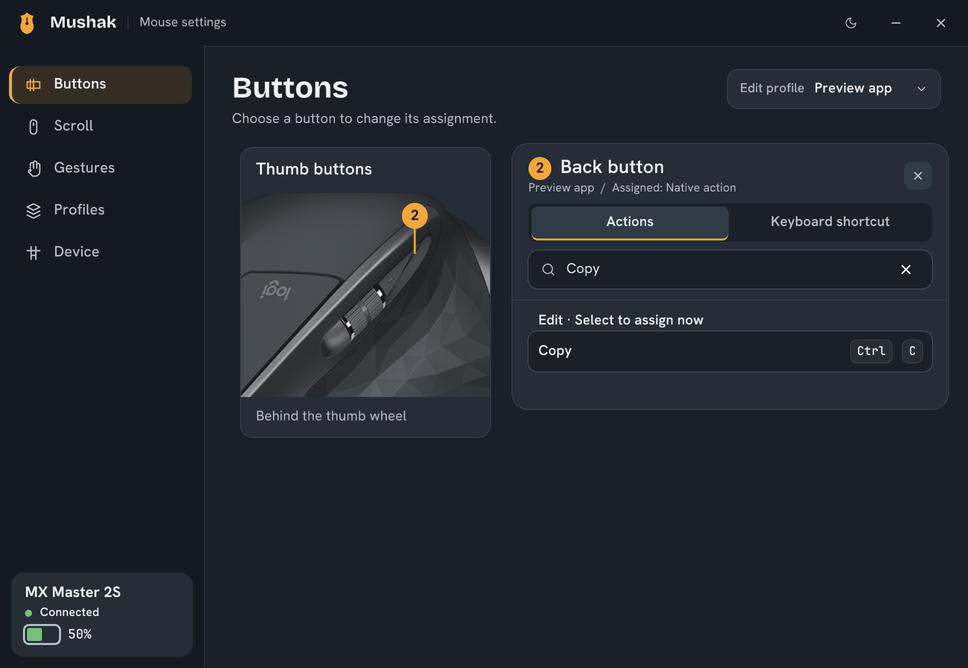 Mushak | Mouse settings
Buttons
Scroll
Gestures
Profiles
Device
MX Master 2S
Connected
50%
Buttons
Choose a button to change its assignment.
Edit profile Preview app
Thumb buttons
2
logi
Behind the thumb wheel
2 Back button
Preview app / Assigned: Native action
Actions Keyboard shortcut
Copy
Edit · Select to assign now
Copy Ctrl C